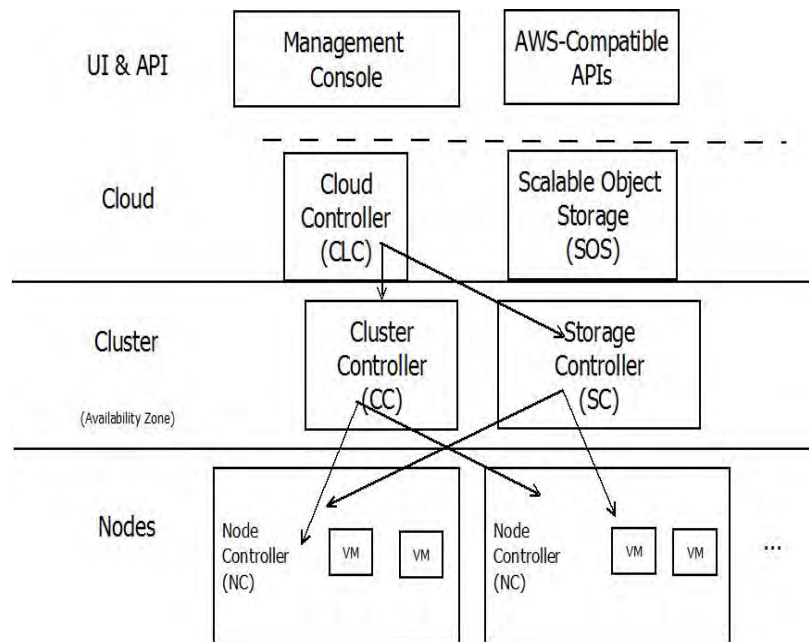 UI & API
Management
Console
AWS-Compatible
APIs
Cloud
Cloud
Controller
(CLC)
Scalable Object
Storage
(SOS)
Cluster
(Availability Zone)
Cluster
Controller
(CC)
Storage
Controller
(SC)
Nodes
Node
Controller
(NC)
VM
VM
Node
Controller
(NC)
VM
VM
...